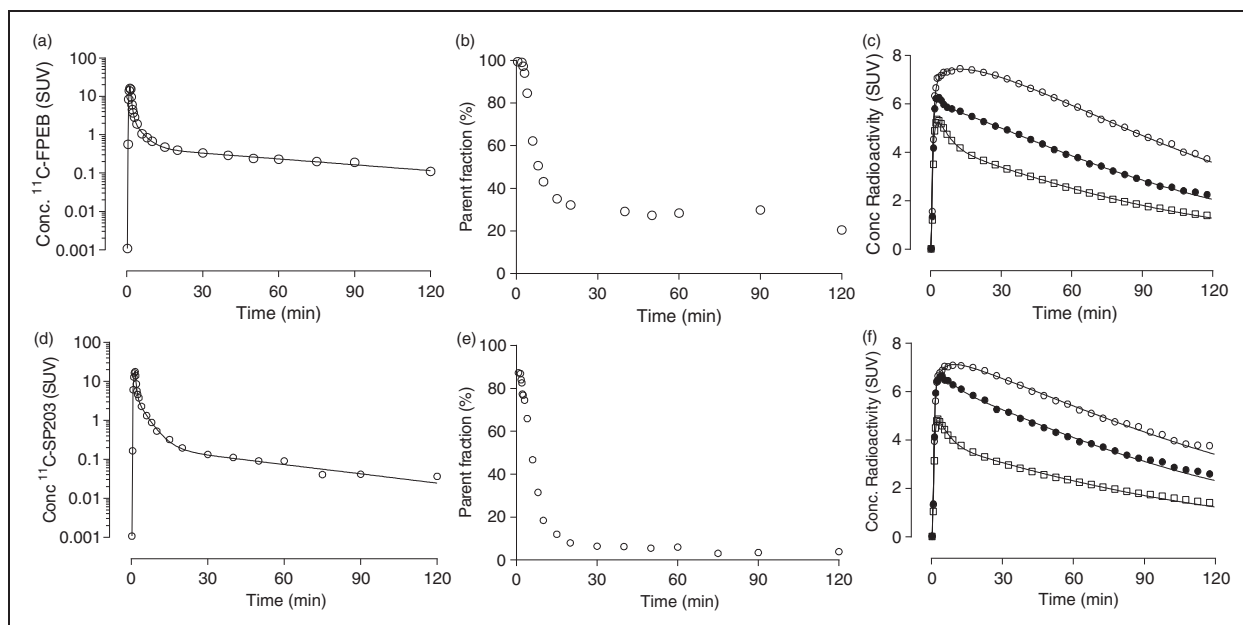 (a)
Conc. ¹¹C-FPEB (SUV)
100
10
1
0.1
0.01
0.001
0 30 60 90 120
Time (min)
(b)
Parent fraction (%)
100
80
60
40
20
0
0 30 60 90 120
Time (min)
(c)
Conc Radioactivity (SUV)
8
6
4
2
0
0 30 60 90 120
Time (min)
(d)
Conc ¹¹C-SP203 (SUV)
100
10
1
0.1
0.01
0.001
0 30 60 90 120
Time (min)
(e)
Parent fraction (%)
100
80
60
40
20
0
0 30 60 90 120
Time (min)
(f)
Conc. Radioactivity (SUV)
8
6
4
2
0
0 30 60 90 120
Time (min)